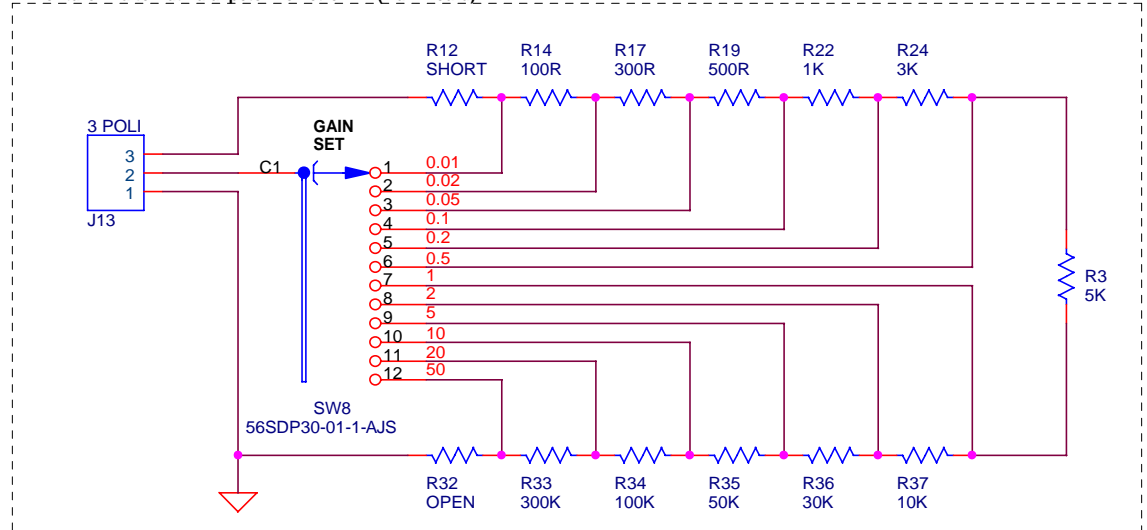 R12 R14 R17 R19 R22 R24
SHORT 100R 300R 500R 1K 3K
3 POLI
GAIN
SET
3
2
1
J13
C1
1 0.01
2 0.02
3 0.05
4 0.1
5 0.2
6 0.5
7 1
8 2
9 5
10 10
11 20
12 50
R3
5K
SW8
56SDP30-01-1-AJS
R32 R33 R34 R35 R36 R37
OPEN 300K 100K 50K 30K 10K